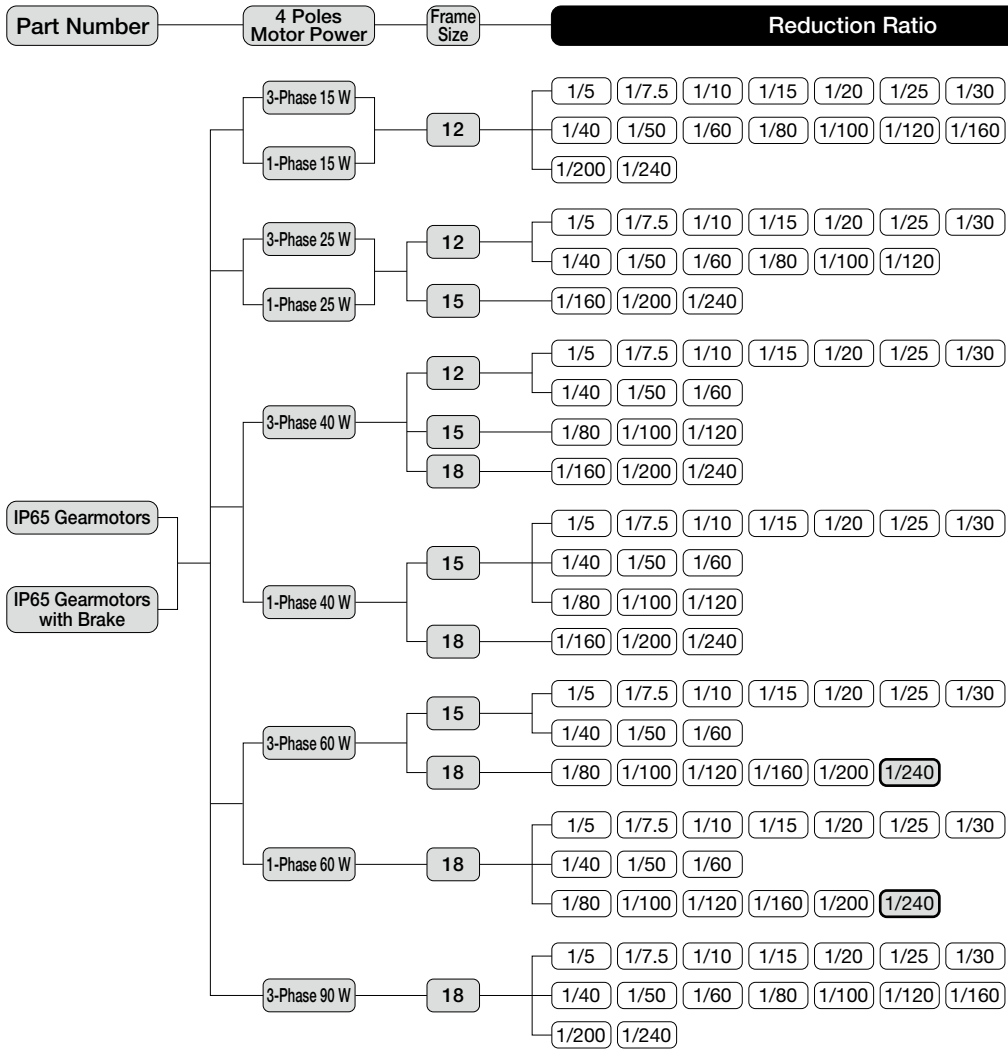 Part Number
4 Poles
Motor Power
Frame
Size
Reduction Ratio
3-Phase 15 W
1-Phase 15 W
12
1/5 1/7.5 1/10 1/15 1/20 1/25 1/30
1/40 1/50 1/60 1/80 1/100 1/120 1/160
1/200 1/240
3-Phase 25 W
1-Phase 25 W
12
1/5 1/7.5 1/10 1/15 1/20 1/25 1/30
1/40 1/50 1/60 1/80 1/100 1/120
15
1/160 1/200 1/240
3-Phase 40 W
12
1/5 1/7.5 1/10 1/15 1/20 1/25 1/30
1/40 1/50 1/60
15
1/80 1/100 1/120
18
1/160 1/200 1/240
IP65 Gearmotors
IP65 Gearmotors
with Brake
1-Phase 40 W
15
1/5 1/7.5 1/10 1/15 1/20 1/25 1/30
1/40 1/50 1/60
1/80 1/100 1/120
18
1/160 1/200 1/240
3-Phase 60 W
15
1/5 1/7.5 1/10 1/15 1/20 1/25 1/30
1/40 1/50 1/60
18
1/80 1/100 1/120 1/160 1/200 1/240
1-Phase 60 W
18
1/5 1/7.5 1/10 1/15 1/20 1/25 1/30
1/40 1/50 1/60
1/80 1/100 1/120 1/160 1/200 1/240
3-Phase 90 W
18
1/5 1/7.5 1/10 1/15 1/20 1/25 1/30
1/40 1/50 1/60 1/80 1/100 1/120 1/160
1/200 1/240